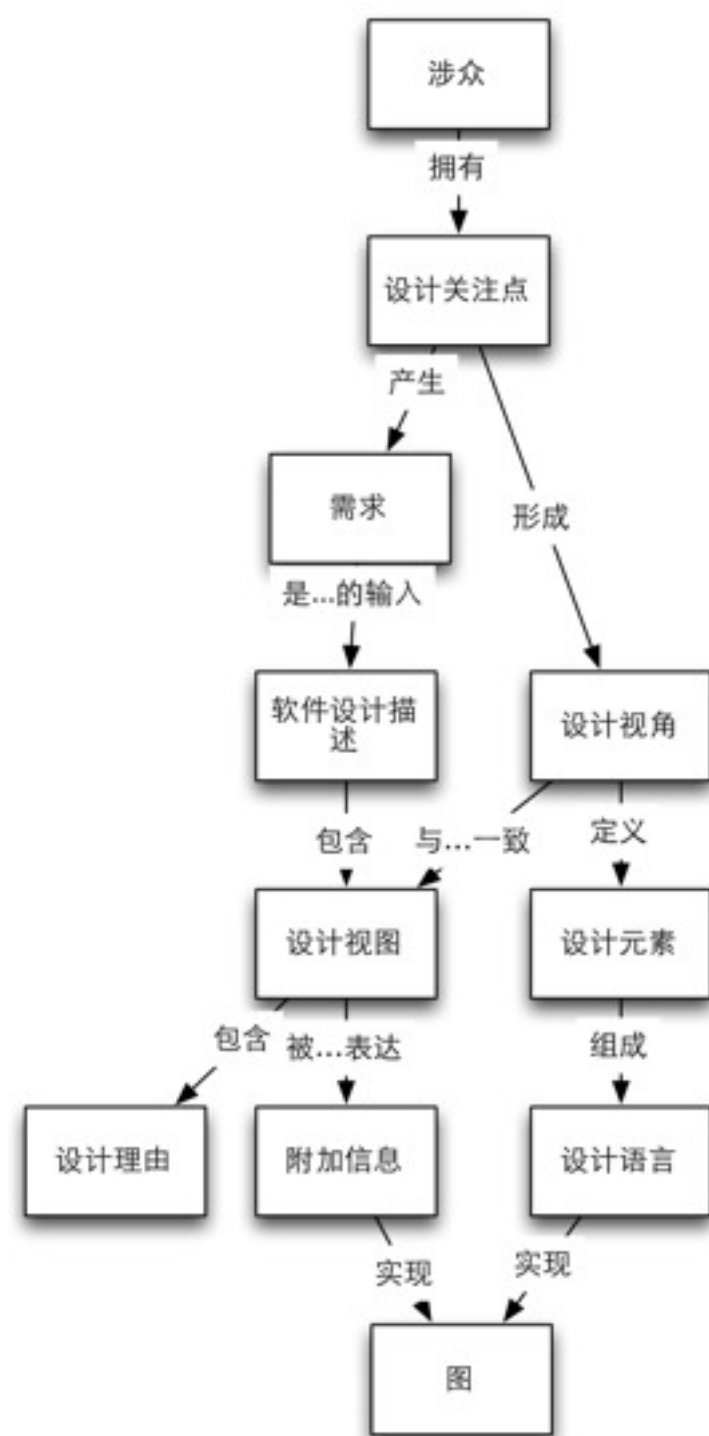 涉众
拥有
设计关注点
产生
需求
形成
是...的输入
软件设计描
述
设计视角
包含
与...一致
定义
设计视图
设计元素
包含
被...表达
组成
设计理由
附加信息
设计语言
实现
实现
图